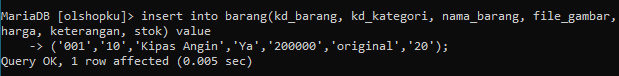 MariaDB [olshopku]> insert into barang(kd_barang, kd_kategori, nama_barang, file_gambar,
harga, keterangan, stok) value
    -> ('001','10','Kipas Angin','Ya','200000','original','20');
Query OK, 1 row affected (0.005 sec)